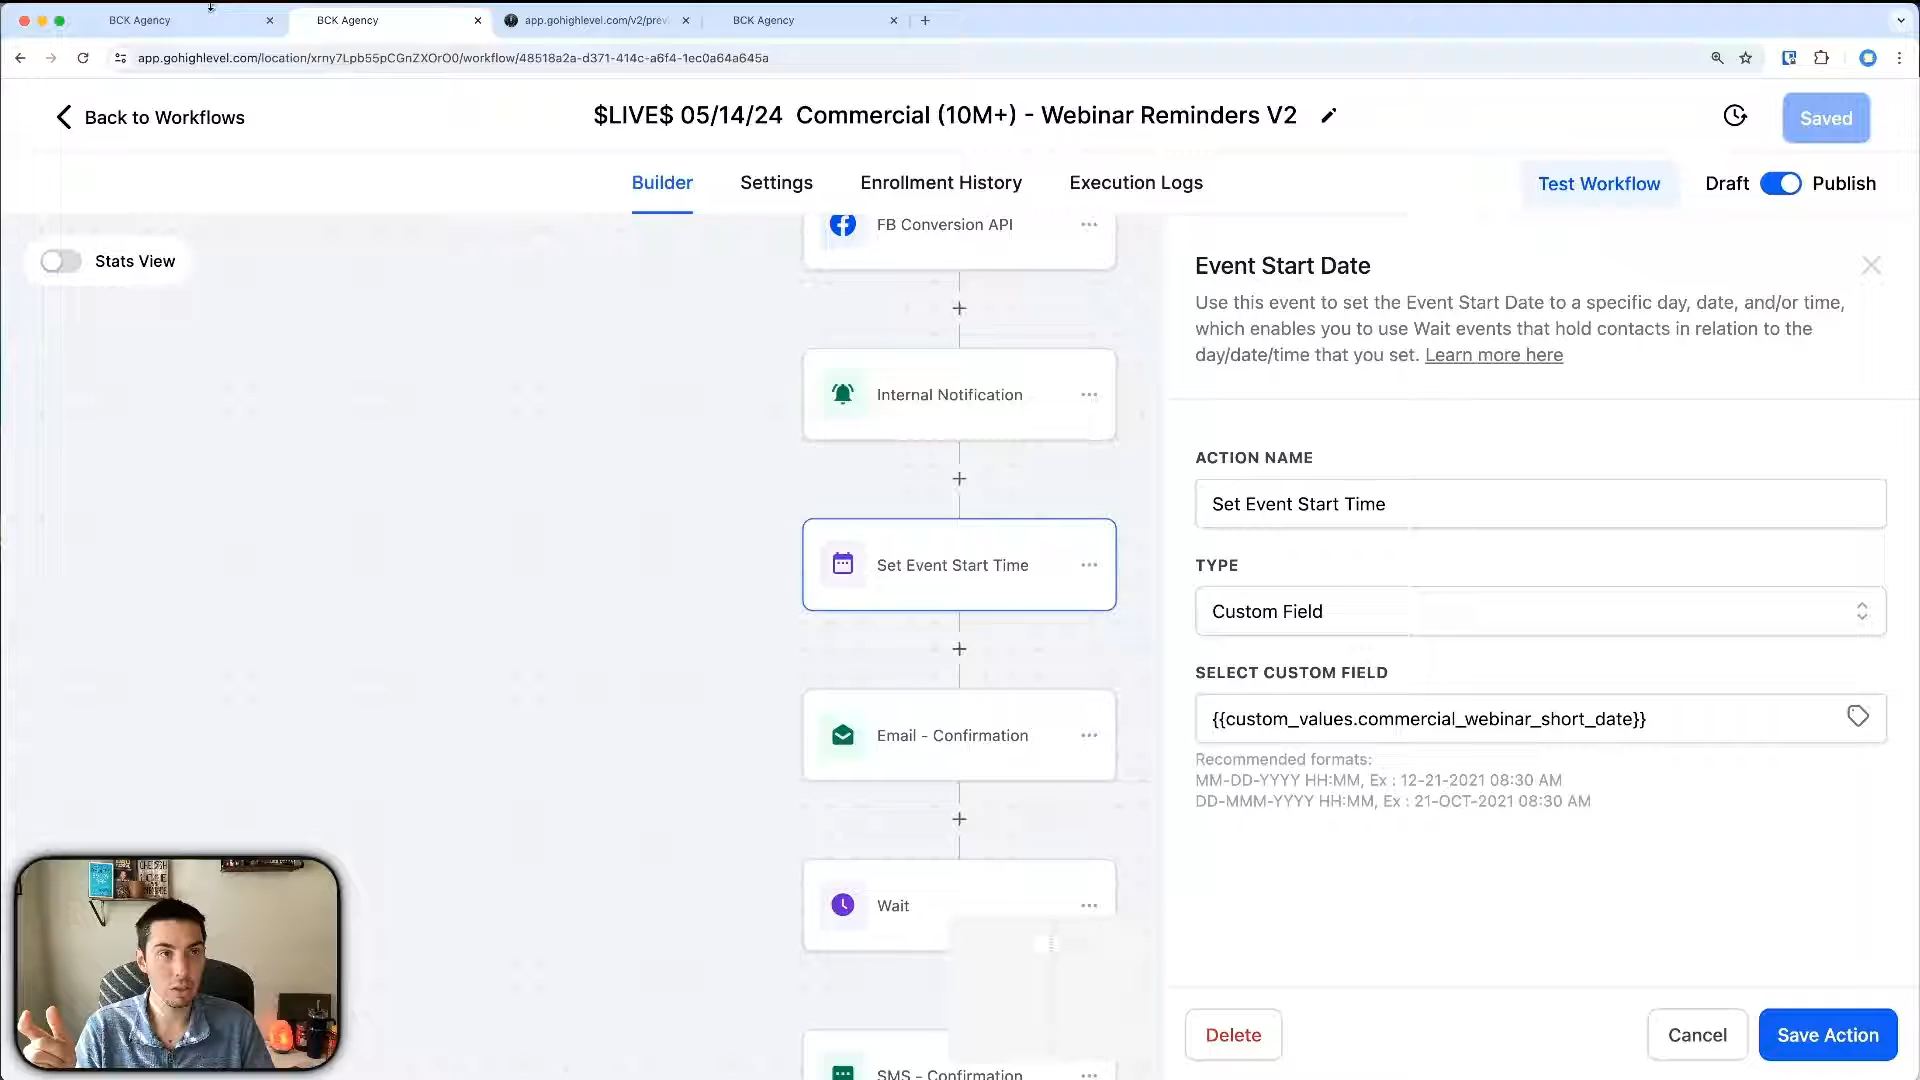 BCK Agency
BCK Agency
app.gohighlevel.com/v2/prev
BCK Agency
app.gohighlevel.com/location/xrny7Lpb55pCGnZXOrO0/workflow/48518a2a-d371-414c-a6f4-1ec0a64a645a
Back to Workflows
$LIVE$ 05/14/24 Commercial (10M+) - Webinar Reminders V2
Saved
Builder
Settings
Enrollment History
Execution Logs
Test Workflow
Draft
Publish
Stats View
FB Conversion API
Internal Notification
Set Event Start Time
Email - Confirmation
Wait
SMS - Confirmation
Event Start Date
Use this event to set the Event Start Date to a specific day, date, and/or time,
which enables you to use Wait events that hold contacts in relation to the
day/date/time that you set. Learn more here
ACTION NAME
Set Event Start Time
TYPE
Custom Field
SELECT CUSTOM FIELD
{{custom_values.commercial_webinar_short_date}}
Recommended formats:
MM-DD-YYYY HH:MM, Ex : 12-21-2021 08:30 AM
DD-MMM-YYYY HH:MM, Ex : 21-OCT-2021 08:30 AM
Delete
Cancel
Save Action